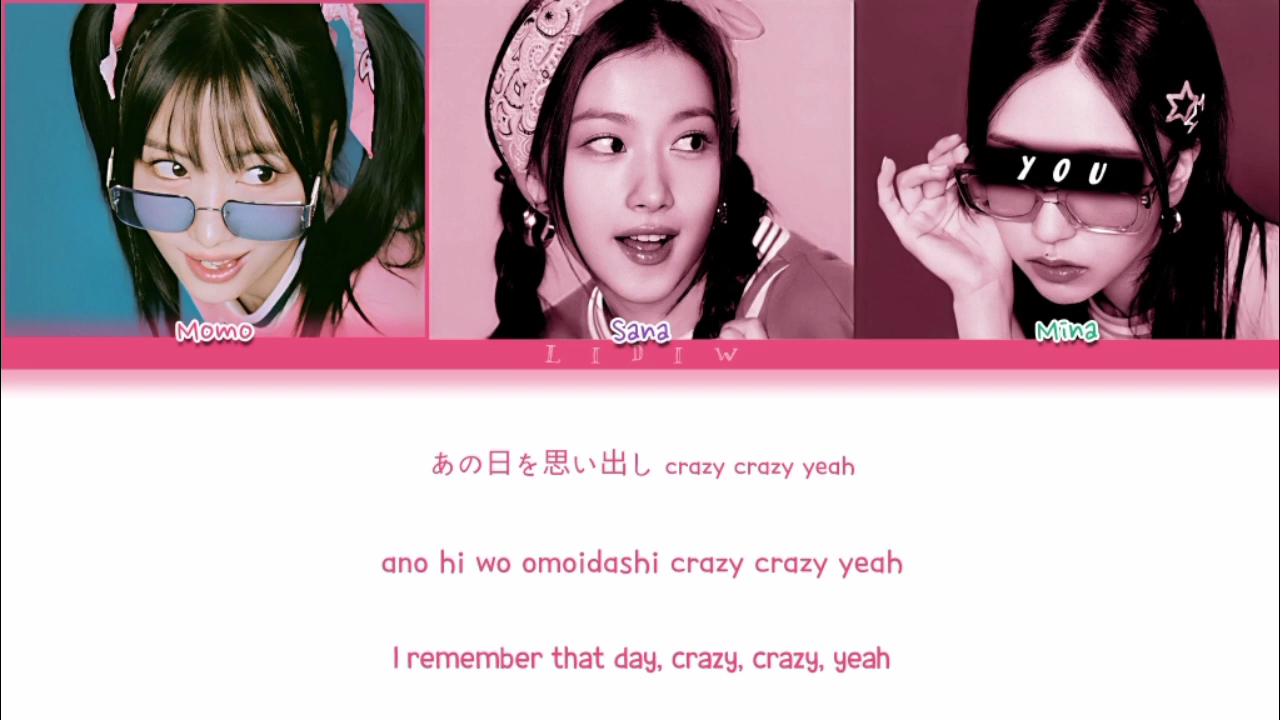 YOU
Momo
Sana
Mina
LIDIW
あの日を思い出し crazy crazy yeah
ano hi wo omoidashi crazy crazy yeah
I remember that day, crazy, crazy, yeah